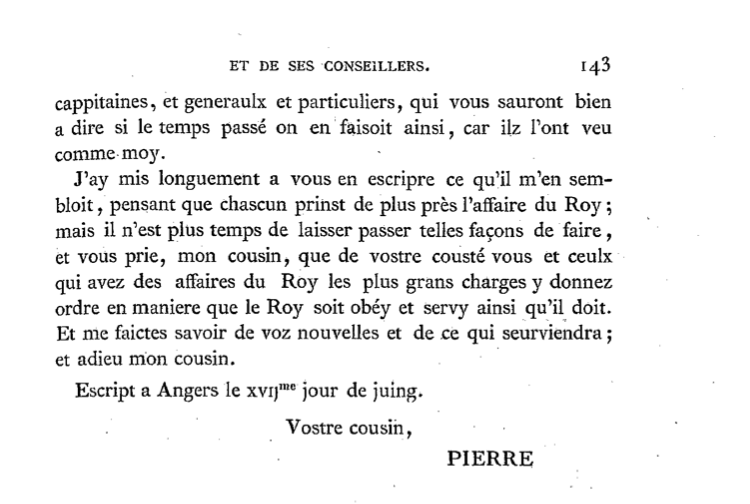 ET DE SES CONSEILLERS. 143
cappitaines, et generaulx et particuliers, qui vous sauront bien
a dire si le temps passé on en faisoit ainsi, car ilz l'ont veu
comme moy.
J'ay mis longuement a vous en escripre ce qu'il m'en sem-
bloit, pensant que chascun prinst de plus près l'affaire du Roy;
mais il n'est plus temps de laisser passer telles façons de faire,
et vous prie, mon cousin, que de vostre cousté vous et ceulx
qui avez des affaires du Roy les plus grans charges y donnez
ordre en maniere que le Roy soit obéy et servy ainsi qu'il doit.
Et me faictes savoir de voz nouvelles et de ce qui seurviendra;
et adieu mon cousin.
Escript a Angers le xvıȷᵐᵉ jour de juing.
Vostre cousin,
PIERRE